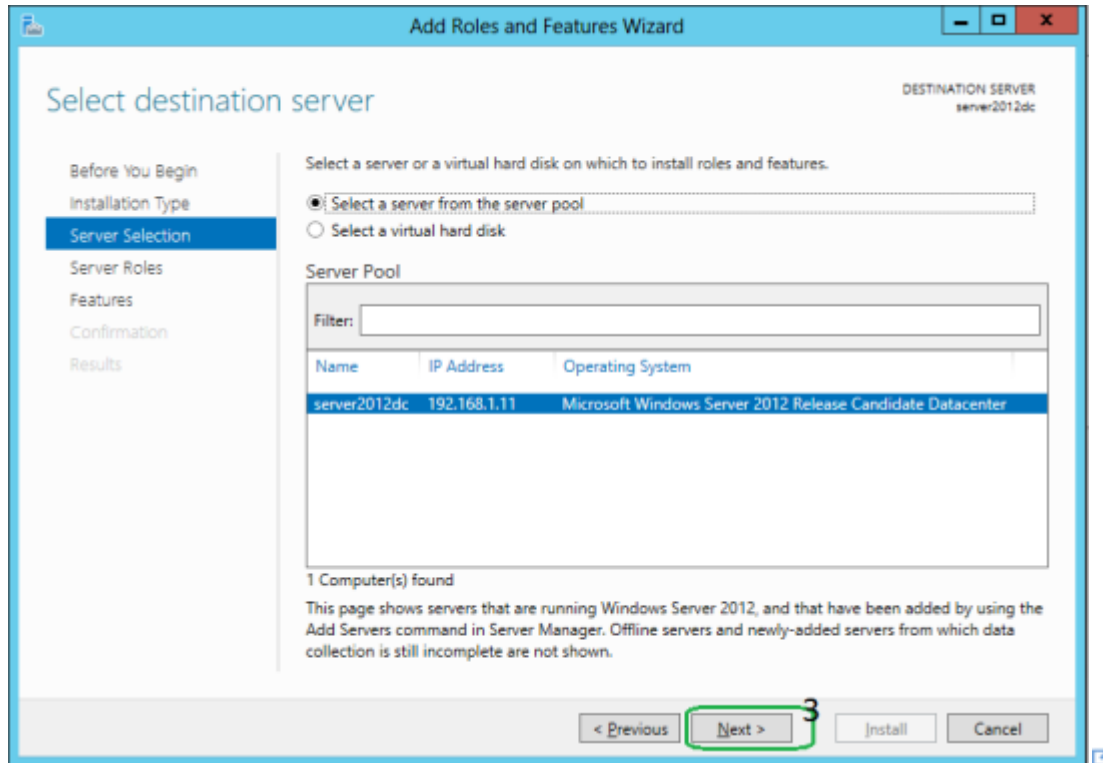 Add Roles and Features Wizard
Select destination server
DESTINATION SERVER
server2012dc
Before You Begin
Installation Type
Server Selection
Server Roles
Features
Confirmation
Results
Select a server or a virtual hard disk on which to install roles and features.
Select a server from the server pool
Select a virtual hard disk
Server Pool
Filter:
Name IP Address Operating System
server2012dc 192.168.1.11 Microsoft Windows Server 2012 Release Candidate Datacenter
1 Computer(s) found
This page shows servers that are running Windows Server 2012, and that have been added by using the
Add Servers command in Server Manager. Offline servers and newly-added servers from which data
collection is still incomplete are not shown.
< Previous Next > 3 Install Cancel